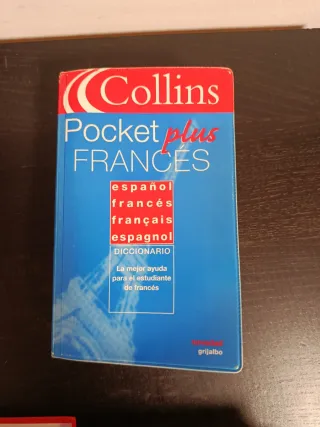 Collins
Pocket plus
FRANCÉS
español
francés
français
espagnol
DICCIONARIO
La mejor ayuda
para el estudiante
de francés
grijalbo